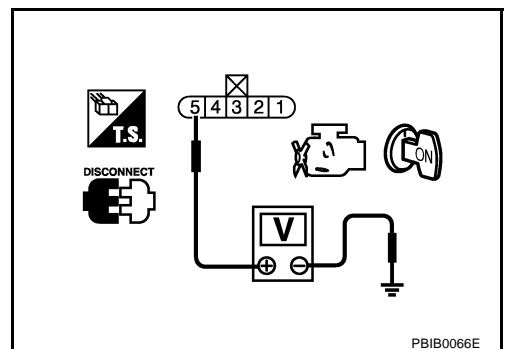 5 4 3 2 1
T.S.
DISCONNECT
ON
V
+ −
PBIB0066E